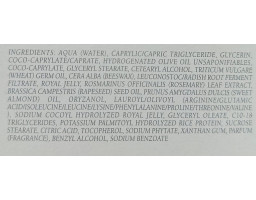 INGREDIENTS: AQUA (WATER), CAPRYLIC/CAPRIC TRIGLYCERIDE, GLYCERIN,
COCO-CAPRYLATE/CAPRATE, HYDROGENATED OLIVE OIL UNSAPONIFIABLES,
COCO-CAPRYLATE, GLYCERYL STEARATE, CETEARYL ALCOHOL, TRITICUM VULGARE
(WHEAT) GERM OIL, CERA ALBA (BEESWAX), LEUCONOSTOC/RADISH ROOT FERMENT
FILTRATE, ROYAL JELLY, ROSMARINUS OFFICINALIS (ROSEMARY) LEAF EXTRACT,
BRASSICA CAMPESTRIS (RAPESEED) SEED OIL, PRUNUS AMYGDALUS DULCIS (SWEET
ALMOND) OIL, ORYZANOL, LAUROYL/OLIVOYL (ARGININE/GLUTAMIC
ACID/ISOLEUCINE/LEUCINE/LYSINE/PHENYLALANINE/PROLINE/THREONINE/VALINE
), SODIUM COCOYL HYDROLYZED ROYAL JELLY, GLYCERYL OLEATE, C10-18
TRIGLYCERIDES, POTASSIUM PALMITOYL HYDROLYZED RICE PROTEIN, SUCROSE
STEARATE, CITRIC ACID, TOCOPHEROL, SODIUM PHYTATE, XANTHAN GUM, PARFUM
(FRAGRANCE), BENZYL ALCOHOL, SODIUM BENZOATE